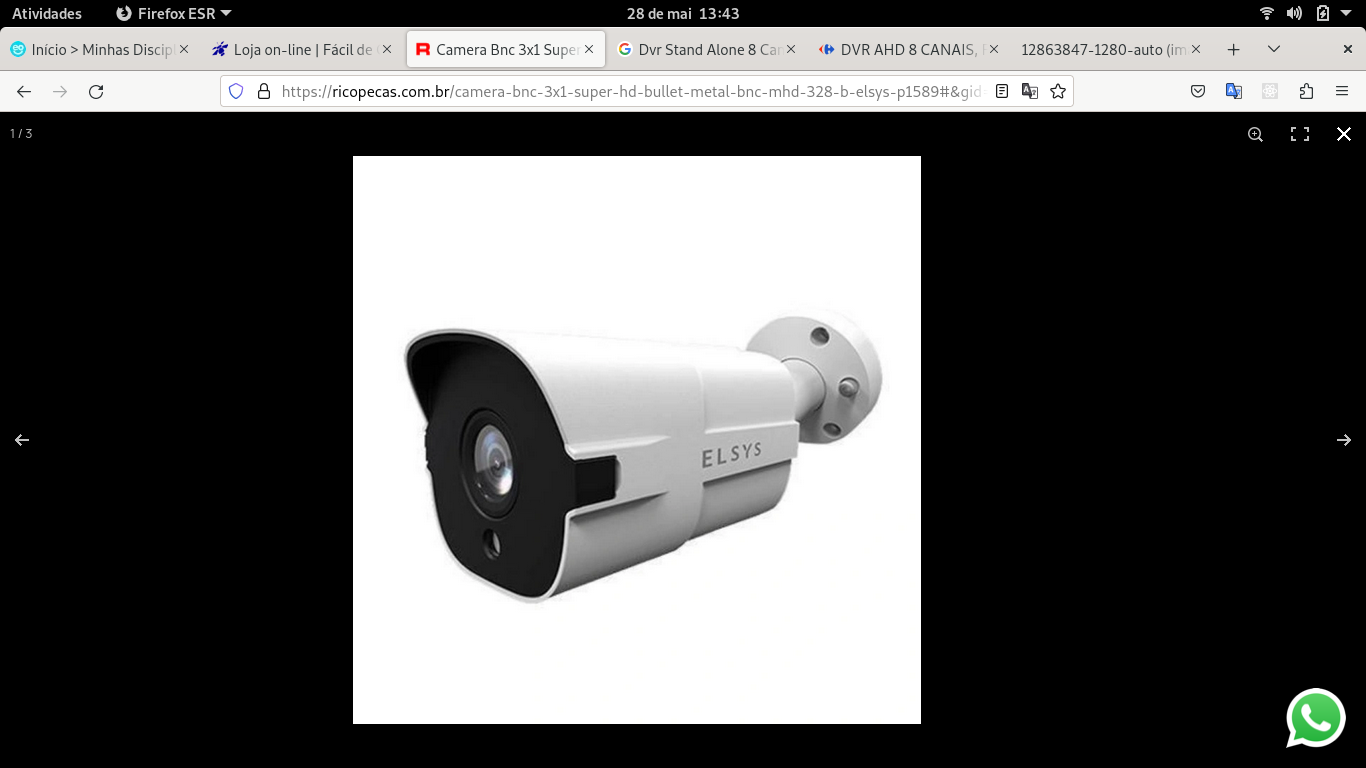 Atividades
Firefox ESR
28 de mai 13:43
Início > Minhas Discipl
Loja on-line | Fácil de
Camera Bnc 3x1 Super
Dvr Stand Alone 8 Can
DVR AHD 8 CANAIS,
12863847-1280-auto (im
https://ricopecas.com.br/camera-bnc-3x1-super-hd-bullet-metal-bnc-mhd-328-b-elsys-p1589#&gid=
1 / 3
ELSYS